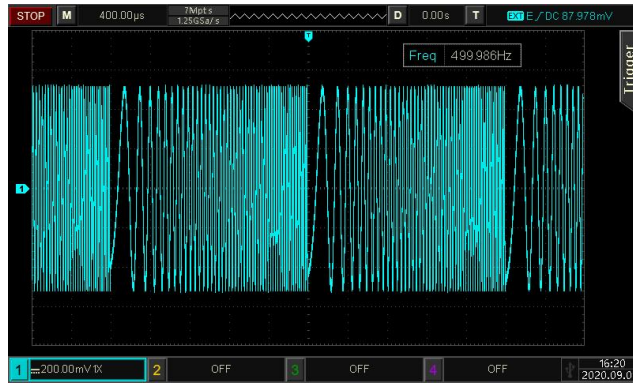 STOP M 400.00µs 7Mpts D 0.00s T EXT E DC 87.978mV
1.25GSa/s
T
Freq 499.986Hz
Trigger
1
1 200.00mV 1X 2 OFF 3 OFF 4 OFF 16:20
2020.09.0